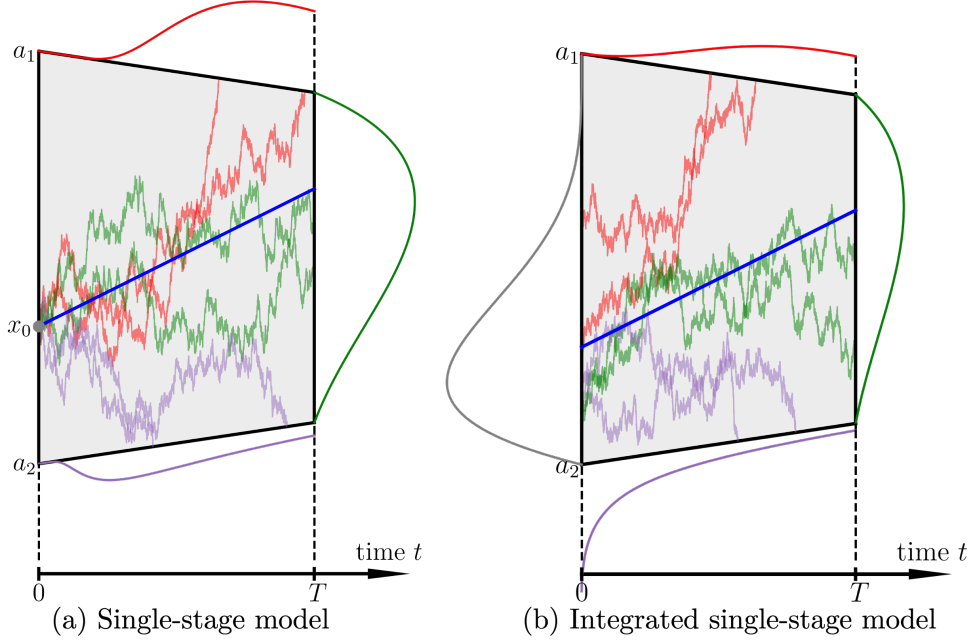 a₁
x₀
a₂
time t
0
T
(a) Single-stage model
a₁
a₂
time t
0
T
(b) Integrated single-stage model